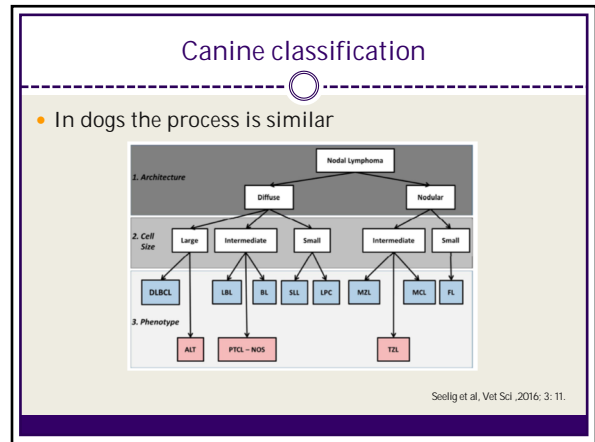 Canine classification
• In dogs the process is similar
Nodal Lymphoma
1. Architecture
Diffuse
Nodular
2. Cell
Size
Large
Intermediate
Small
Intermediate
Small
DLBCL
LBL
BL
SLL
LPC
MZL
MCL
FL
3. Phenotype
ALT
PTCL – NOS
TZL
Seelig et al, Vet Sci ,2016; 3: 11.